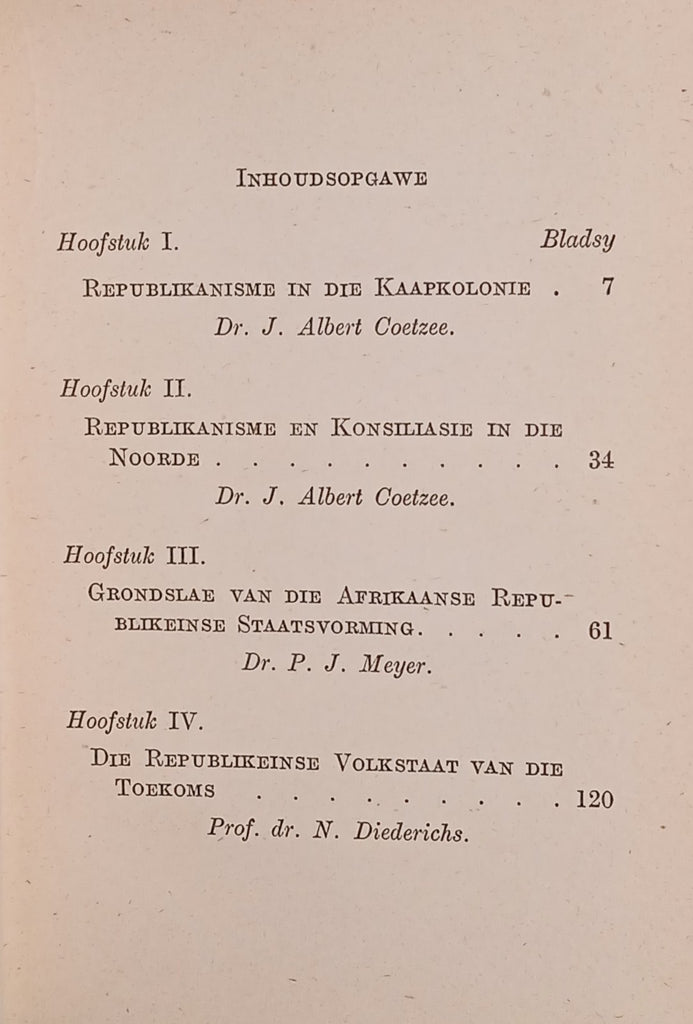 INHOUDSOPGAWE
Hoofstuk I. Bladsy
REPUBLIKANISME IN DIE KAAPKOLONIE . 7
Dr. J. Albert Coetzee.
Hoofstuk II.
REPUBLIKANISME EN KONSILIASIE IN DIE
NOORDE . . . . . . . . . . 34
Dr. J. Albert Coetzee.
Hoofstuk III.
GRONDSLAE VAN DIE AFRIKAANSE REPU-
BLIKEINSE STAATSVORMING. . . . . 61
Dr. P. J. Meyer.
Hoofstuk IV.
DIE REPUBLIKEINSE VOLKSTAAT VAN DIE
TOEKOMS . . . . . . . . . 120
Prof. dr. N. Diederichs.